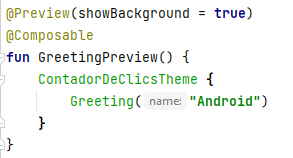 @Preview(showBackground = true)
@Composable
fun GreetingPreview() {
    ContadorDeClicsTheme {
        Greeting( name: "Android")
    }
}